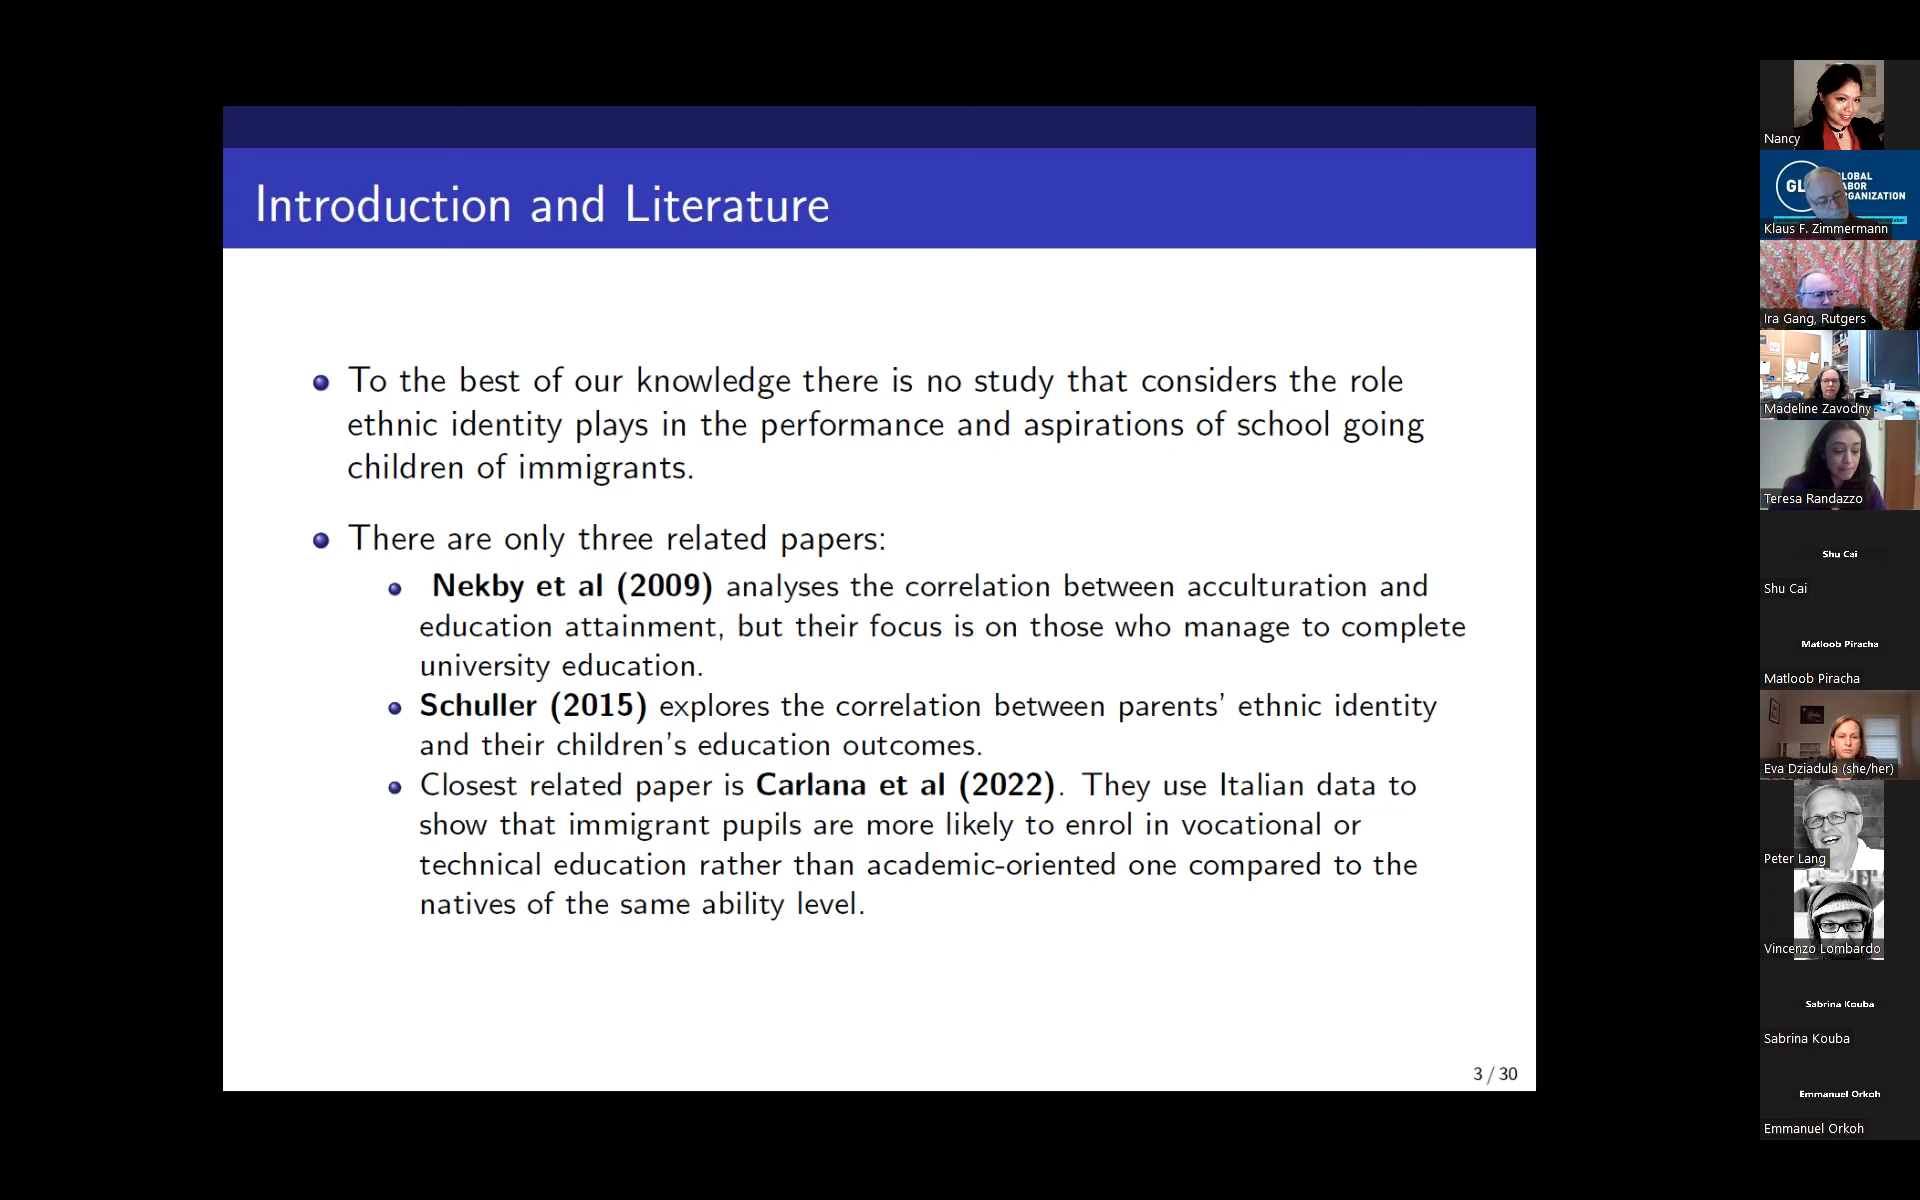 Introduction and Literature
To the best of our knowledge there is no study that considers the role
ethnic identity plays in the performance and aspirations of school going
children of immigrants.
There are only three related papers:
Nekby et al (2009) analyses the correlation between acculturation and
education attainment, but their focus is on those who manage to complete
university education.
Schuller (2015) explores the correlation between parents' ethnic identity
and their children's education outcomes.
Closest related paper is Carlana et al (2022). They use Italian data to
show that immigrant pupils are more likely to enrol in vocational or
technical education rather than academic-oriented one compared to the
natives of the same ability level.
3 / 30
Nancy
GL
LOBAL
ABOR
GANIZATION
Klaus F. Zimmermann
Ira Gang, Rutgers
Madeline Zavodny
Teresa Randazzo
Shu Cai
Shu Cai
Matloob Piracha
Matloob Piracha
Eva Dziadula (she/her)
Peter Lang
Vincenzo Lombardo
Sabrina Kouba
Sabrina Kouba
Emmanuel Orkoh
Emmanuel Orkoh